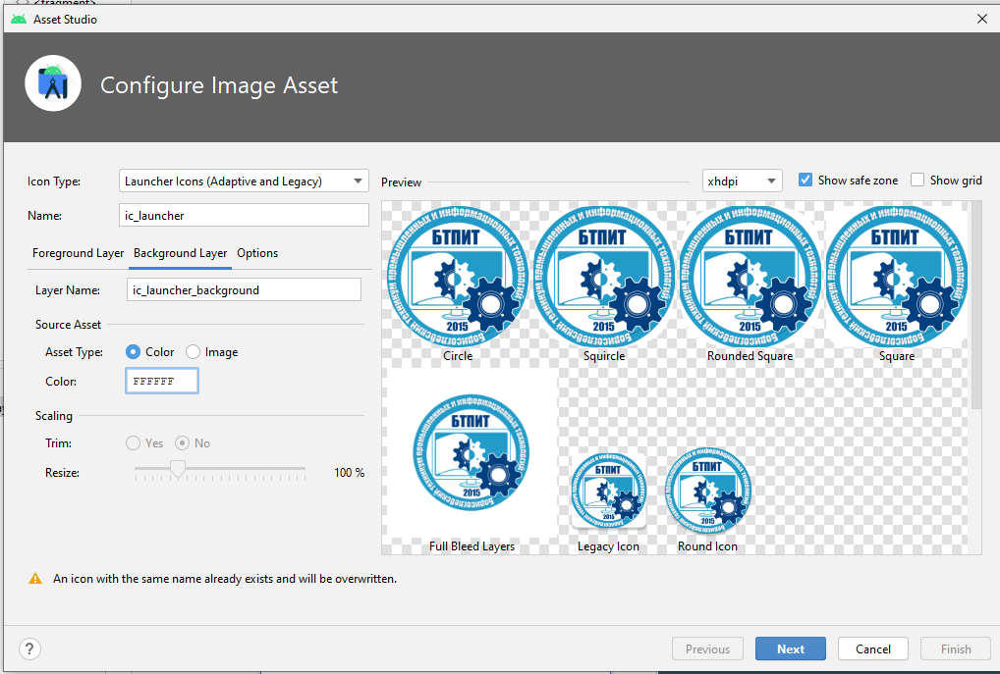 <fragment>
Asset Studio
Configure Image Asset
Icon Type:
Launcher Icons (Adaptive and Legacy)
Name:
ic_launcher
Foreground Layer
Background Layer
Options
Layer Name:
ic_launcher_background
Source Asset
Asset Type:
Color
Image
Color:
FFFFFF
Scaling
Trim:
Yes
No
Resize:
100 %
Preview
xhdpi
Show safe zone
Show grid
промышленных и информационных технологий
Борисоглебский техникум
БТПИТ
2015
Circle
промышленных и информационных технологий
Борисоглебский техникум
БТПИТ
2015
Squircle
промышленных и информационных технологий
Борисоглебский техникум
БТПИТ
2015
Rounded Square
промышленных и информационных технологий
Борисоглебский техникум
БТПИТ
2015
Square
промышленных и информационных технологий
Борисоглебский техникум
БТПИТ
2015
Full Bleed Layers
промышленных и информационных технологий
Борисоглебский техникум
БТПИТ
2015
Legacy Icon
промышленных и информационных технологий
Борисоглебский техникум
БТПИТ
2015
Round Icon
An icon with the same name already exists and will be overwritten.
?
Previous
Next
Cancel
Finish